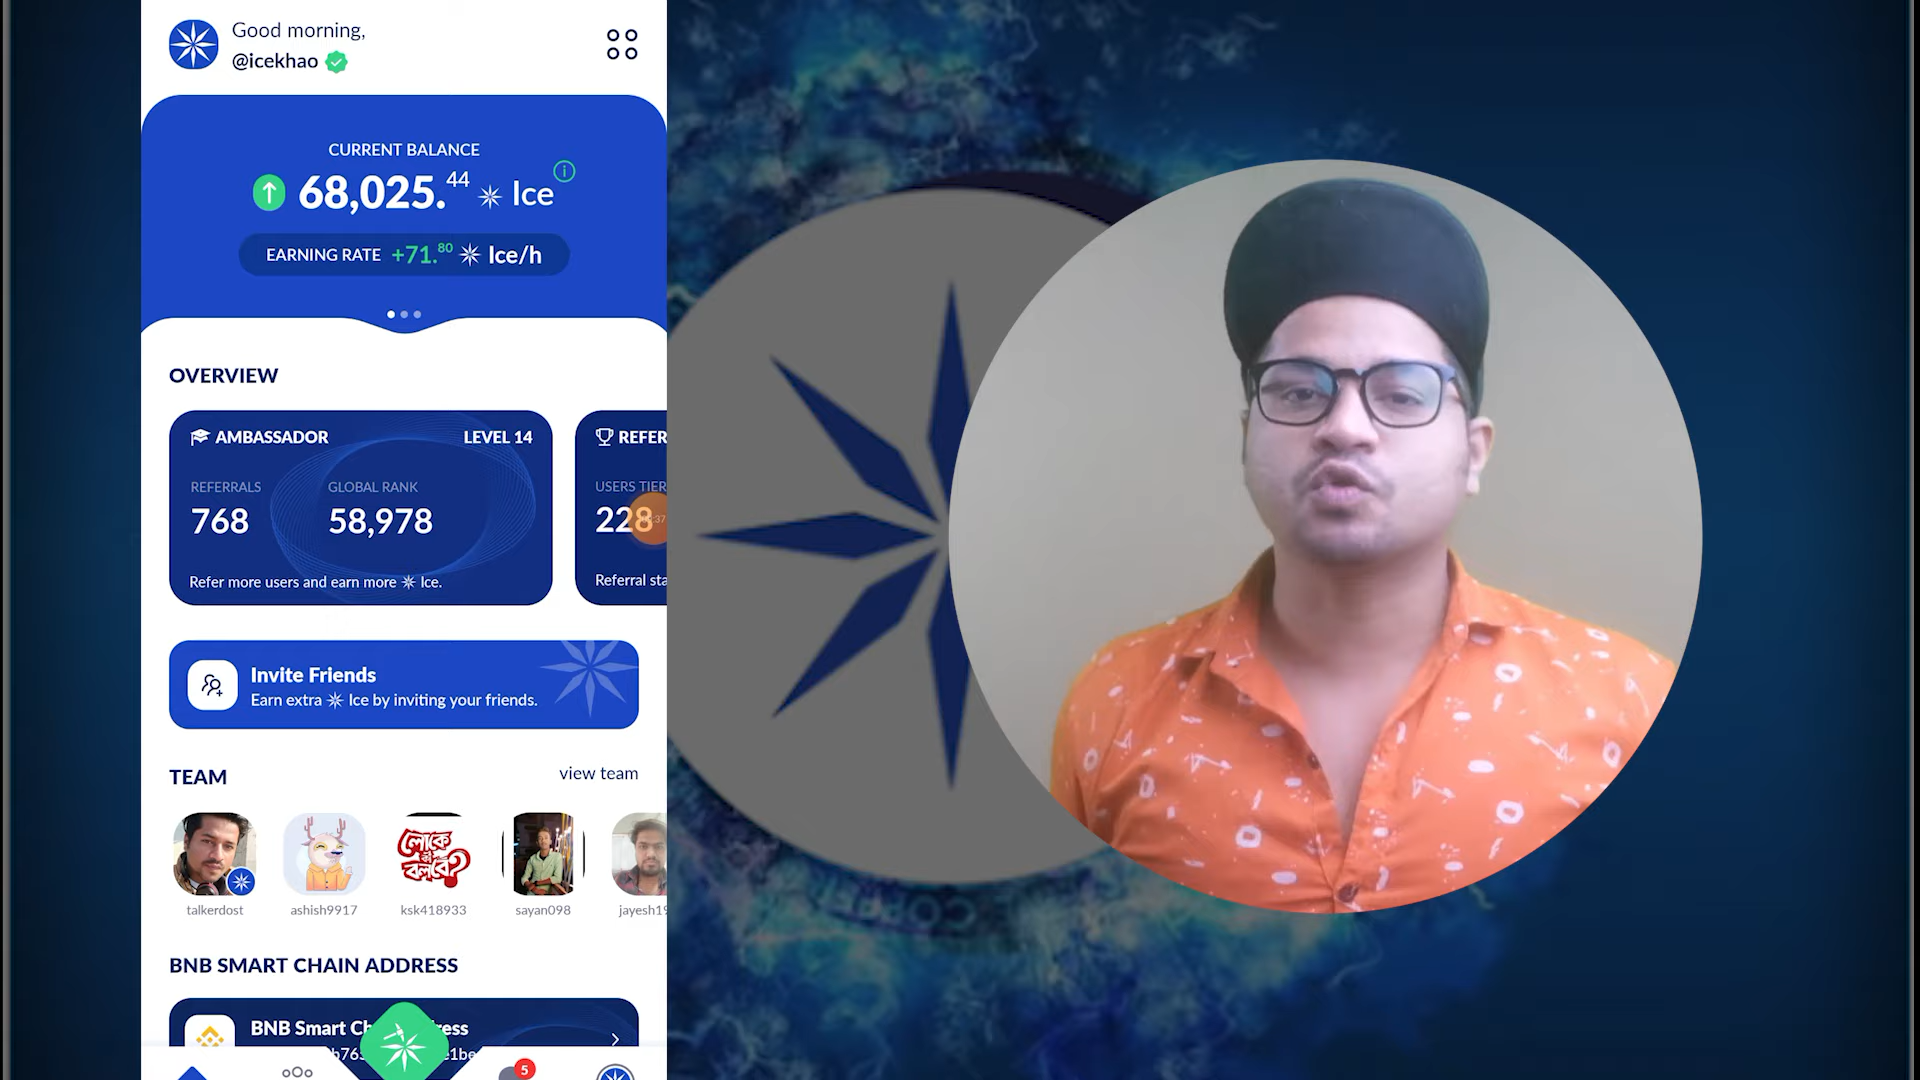 Good morning,
@icekhao
CURRENT BALANCE
68,025.44 Ice
EARNING RATE +71.80 Ice/h
OVERVIEW
AMBASSADOR LEVEL 14
REFERRALS GLOBAL RANK
768 58,978
Refer more users and earn more Ice.
REFER
USERS TIER
228
Referral sta
Invite Friends
Earn extra Ice by inviting your friends.
TEAM view team
লোকে
কী
বলবে?
talkerdost ashish9917 ksk418933 sayan098 jayesh19
BNB SMART CHAIN ADDRESS
BNB Smart Ch ress
5